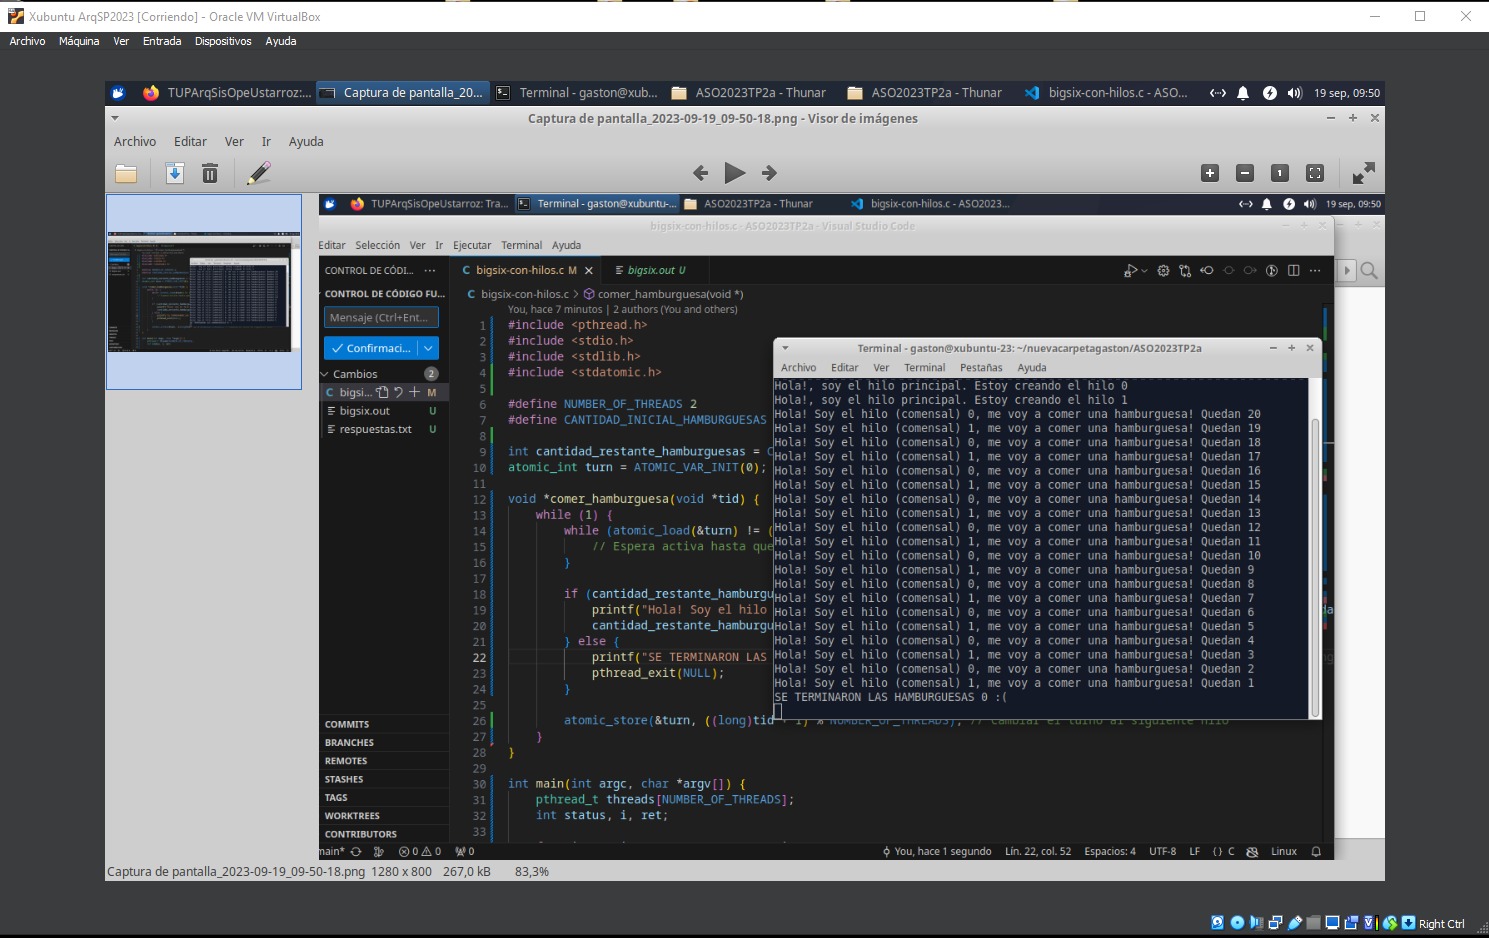 Xubuntu ArqSP2023 [Corriendo] - Oracle VM VirtualBox
Archivo Máquina Ver Entrada Dispositivos Ayuda
TUPArqSisOpeUstarroz:... Captura de pantalla_20... Terminal - gaston@xub... ASO2023TP2a - Thunar ASO2023TP2a - Thunar bigsix-con-hilos.c - ASO... 19 sep, 09:50
Captura de pantalla_2023-09-19_09-50-18.png - Visor de imágenes
Archivo Editar Ver Ir Ayuda
TUPArqSisOpeUstarroz: Tra... Terminal - gaston@xubuntu-... ASO2023TP2a - Thunar bigsix-con-hilos.c - ASO2023... 19 sep, 09:50
bigsix-con-hilos.c - ASO2023TP2a - Visual Studio Code
Editar Selección Ver Ir Ejecutar Terminal Ayuda
CONTROL DE CÓDI... ···
bigsix-con-hilos.c M
bigsix.out U
CONTROL DE CÓDIGO FU...
bigsix-con-hilos.c > comer_hamburguesa(void *)
Mensaje (Ctrl+Ent...
Confirmaci...
Cambios 2
bigsi... M
bigsix.out U
respuestas.txt U
COMMITS
BRANCHES
REMOTES
STASHES
TAGS
WORKTREES
CONTRIBUTORS
You, hace 7 minutos | 2 authors (You and others)
1 #include <pthread.h>
2 #include <stdio.h>
3 #include <stdlib.h>
4 #include <stdatomic.h>
5
6 #define NUMBER_OF_THREADS 2
7 #define CANTIDAD_INICIAL_HAMBURGUESAS
8
9 int cantidad_restante_hamburguesas =
10 atomic_int turn = ATOMIC_VAR_INIT(0);
11
12 void *comer_hamburguesa(void *tid) {
13 while (1) {
14 while (atomic_load(&turn) != (
15 // Espera activa hasta que
16 }
17
18 if (cantidad_restante_hamburgu
19 printf("Hola! Soy el hilo
20 cantidad_restante_hamburgu
21 } else {
22 printf("SE TERMINARON LAS
23 pthread_exit(NULL);
24 }
25
26 atomic_store(&turn, ((long)tid + 1) % NUMBER_OF_THREADS); // Cambiar el turno al siguiente hilo
27 }
28 }
29
30 int main(int argc, char *argv[]) {
31 pthread_t threads[NUMBER_OF_THREADS];
32 int status, i, ret;
33
Terminal - gaston@xubuntu-23: ~/nuevacarpetagaston/ASO2023TP2a
Archivo Editar Ver Terminal Pestañas Ayuda
Hola!, soy el hilo principal. Estoy creando el hilo 0
Hola!, soy el hilo principal. Estoy creando el hilo 1
Hola! Soy el hilo (comensal) 0, me voy a comer una hamburguesa! Quedan 20
Hola! Soy el hilo (comensal) 1, me voy a comer una hamburguesa! Quedan 19
Hola! Soy el hilo (comensal) 0, me voy a comer una hamburguesa! Quedan 18
Hola! Soy el hilo (comensal) 1, me voy a comer una hamburguesa! Quedan 17
Hola! Soy el hilo (comensal) 0, me voy a comer una hamburguesa! Quedan 16
Hola! Soy el hilo (comensal) 1, me voy a comer una hamburguesa! Quedan 15
Hola! Soy el hilo (comensal) 0, me voy a comer una hamburguesa! Quedan 14
Hola! Soy el hilo (comensal) 1, me voy a comer una hamburguesa! Quedan 13
Hola! Soy el hilo (comensal) 0, me voy a comer una hamburguesa! Quedan 12
Hola! Soy el hilo (comensal) 1, me voy a comer una hamburguesa! Quedan 11
Hola! Soy el hilo (comensal) 0, me voy a comer una hamburguesa! Quedan 10
Hola! Soy el hilo (comensal) 1, me voy a comer una hamburguesa! Quedan 9
Hola! Soy el hilo (comensal) 0, me voy a comer una hamburguesa! Quedan 8
Hola! Soy el hilo (comensal) 1, me voy a comer una hamburguesa! Quedan 7
Hola! Soy el hilo (comensal) 0, me voy a comer una hamburguesa! Quedan 6
Hola! Soy el hilo (comensal) 1, me voy a comer una hamburguesa! Quedan 5
Hola! Soy el hilo (comensal) 0, me voy a comer una hamburguesa! Quedan 4
Hola! Soy el hilo (comensal) 1, me voy a comer una hamburguesa! Quedan 3
Hola! Soy el hilo (comensal) 0, me voy a comer una hamburguesa! Quedan 2
Hola! Soy el hilo (comensal) 1, me voy a comer una hamburguesa! Quedan 1
SE TERMINARON LAS HAMBURGUESAS 0 :(
main* 0 0 0 You, hace 1 segundo Lín. 22, col. 52 Espacios: 4 UTF-8 LF {} C Linux
Captura de pantalla_2023-09-19_09-50-18.png 1280 x 800 267,0 kB 83,3%
Right Ctrl